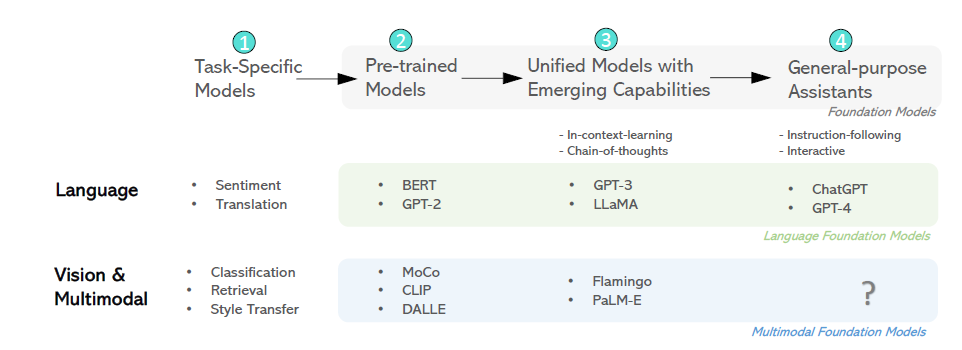 1
2
3
4
Task-Specific
Models
Pre-trained
Models
Unified Models with
Emerging Capabilities
General-purpose
Assistants
Foundation Models
- In-context-learning
- Chain-of-thoughts
- Instruction-following
- Interactive
Language
• Sentiment
• Translation
• BERT
• GPT-2
• GPT-3
• LLaMA
• ChatGPT
• GPT-4
Language Foundation Models
Vision &
Multimodal
• Classification
• Retrieval
• Style Transfer
• MoCo
• CLIP
• DALLE
• Flamingo
• PaLM-E
?
Multimodal Foundation Models